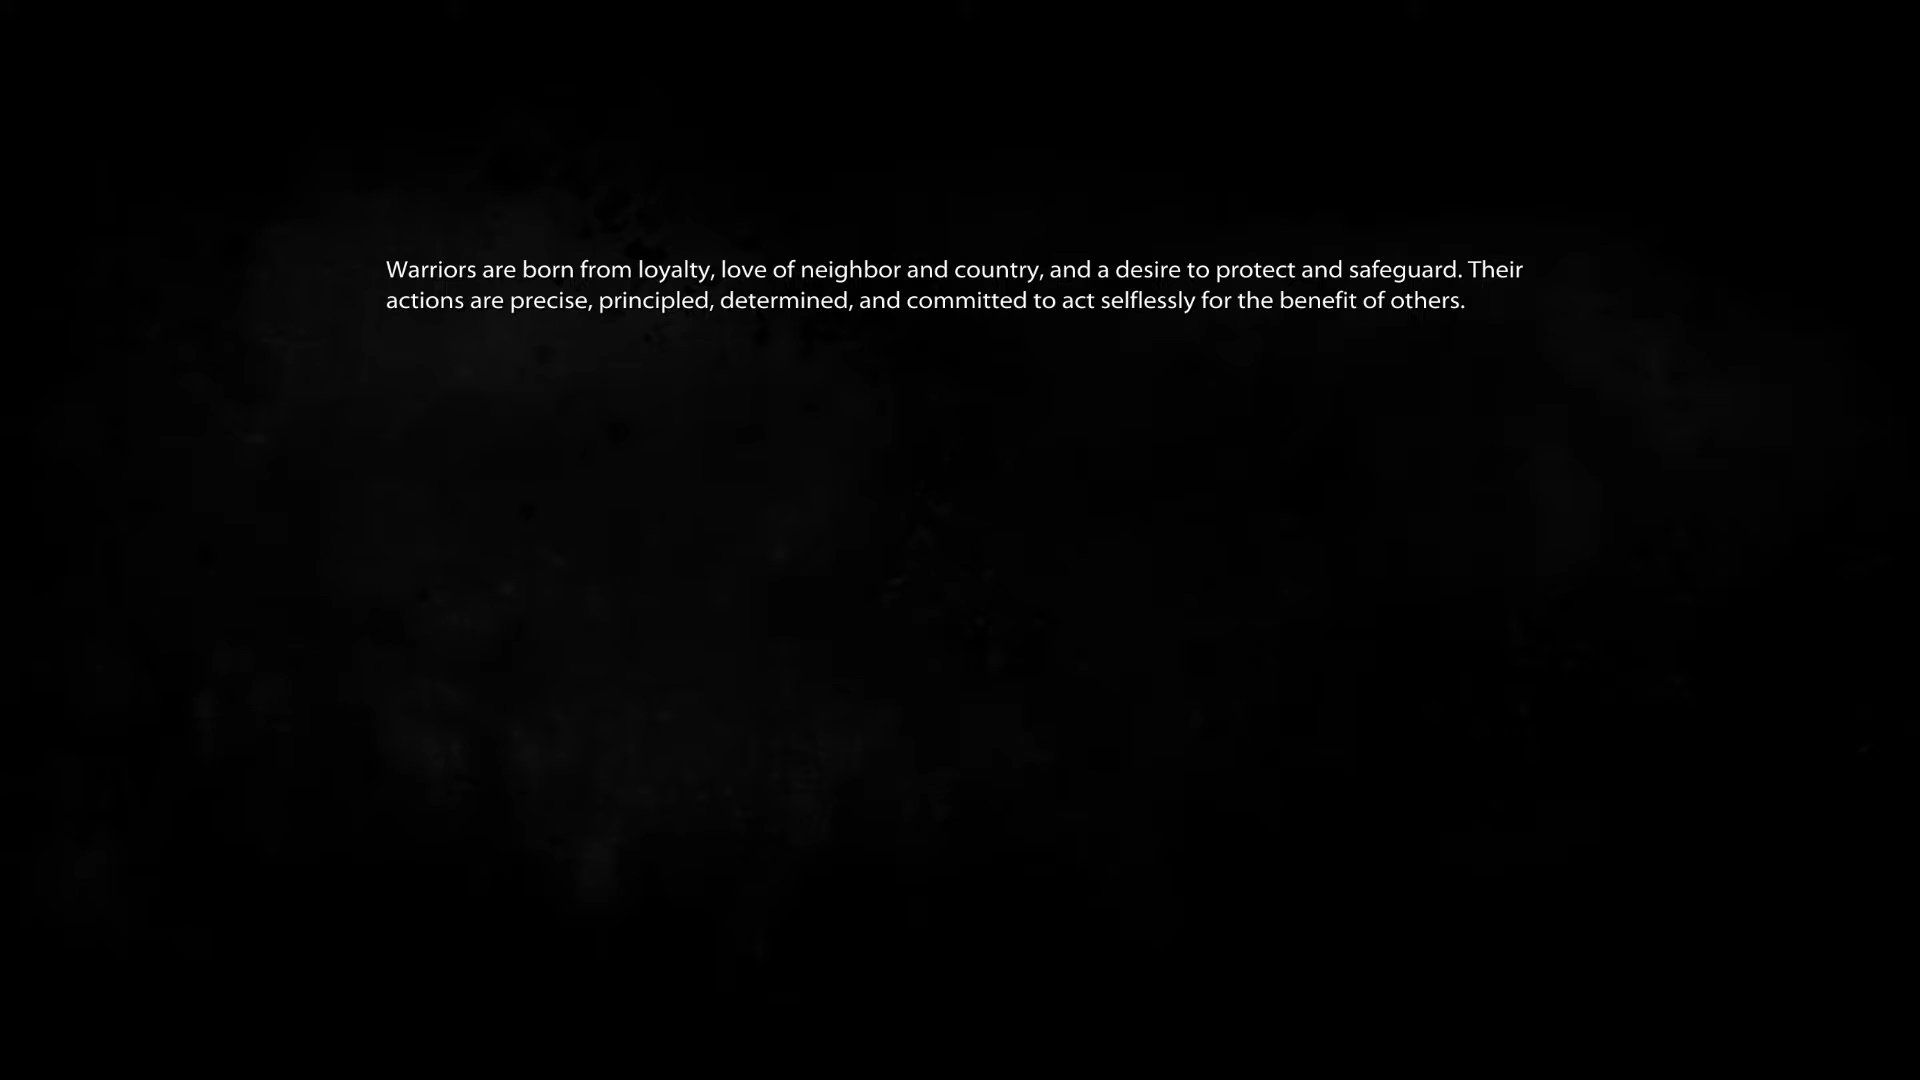 Warriors are born from loyalty, love of neighbor and country, and a desire to protect and safeguard. Their
actions are precise, principled, determined, and committed to act selflessly for the benefit of others.